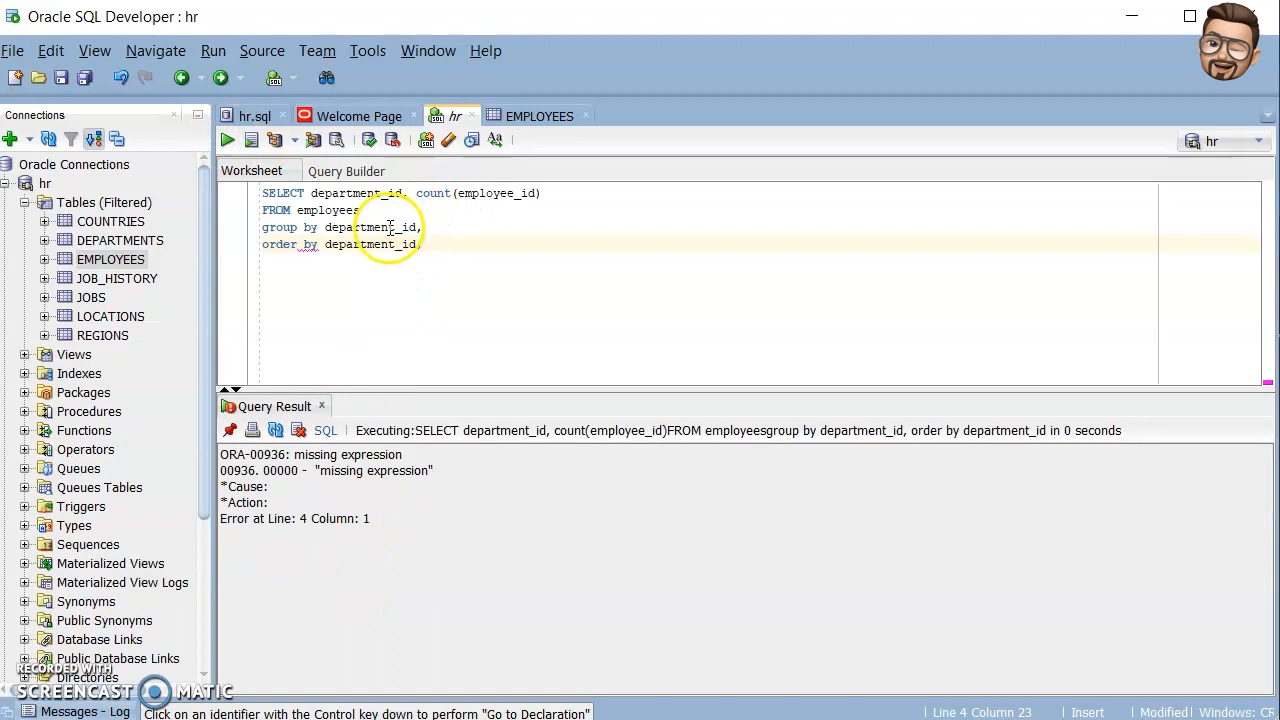 Oracle SQL Developer : hr
File Edit View Navigate Run Source Team Tools Window Help
Connections
hr.sql
Welcome Page
hr
EMPLOYEES
hr
Worksheet
Query Builder
Oracle Connections
hr
Tables (Filtered)
COUNTRIES
DEPARTMENTS
EMPLOYEES
JOB_HISTORY
JOBS
LOCATIONS
REGIONS
Views
Indexes
Packages
Procedures
Functions
Operators
Queues
Queues Tables
Triggers
Types
Sequences
Materialized Views
Materialized View Logs
Synonyms
Public Synonyms
Database Links
Public Database Links
Directories
SELECT department_id, count(employee_id)
FROM employees
group by department_id,
order by department_id;
Query Result
SQL | Executing:SELECT department_id, count(employee_id)FROM employeesgroup by department_id, order by department_id in 0 seconds
ORA-00936: missing expression
00936. 00000 - "missing expression"
*Cause:
*Action:
Error at Line: 4 Column: 1
RECORDED WITH
SCREENCAST MATIC
Messages - Log
Click on an identifier with the Control key down to perform "Go to Declaration"
Line 4 Column 23
Insert
Modified
Windows: CR